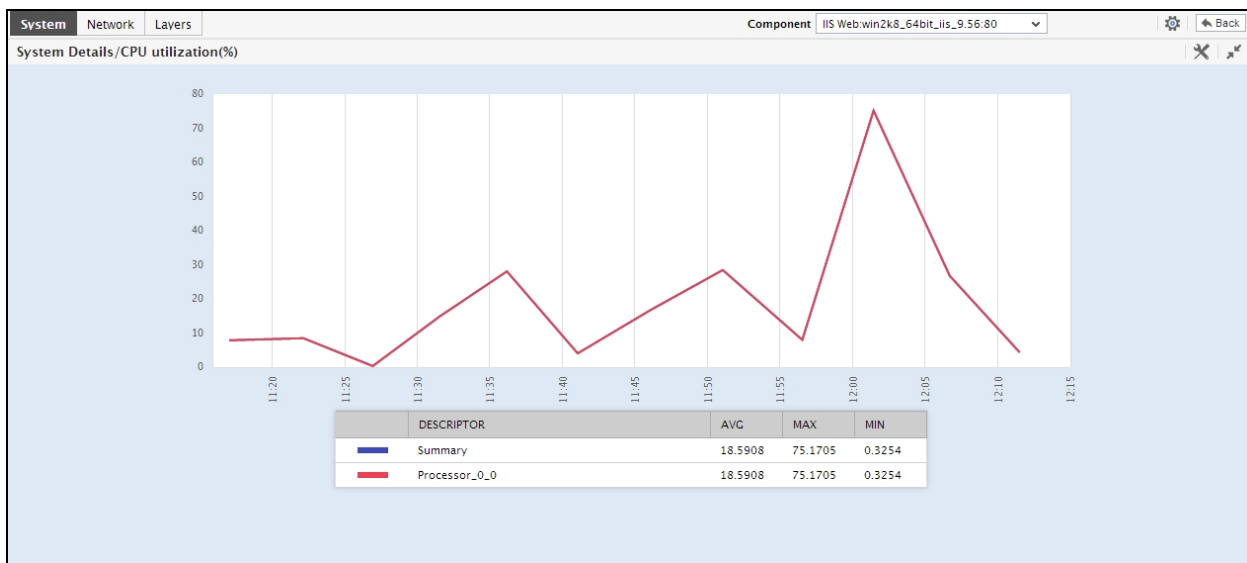 System Network Layers Component IIS Web:win2k8_64bit_iis_9.56:80 Back
System Details/CPU utilization(%)
80
70
60
50
40
30
20
10
0
11:20 11:25 11:30 11:35 11:40 11:45 11:50 11:55 12:00 12:05 12:10 12:15
DESCRIPTOR AVG MAX MIN
Summary 18.5908 75.1705 0.3254
Processor_0_0 18.5908 75.1705 0.3254